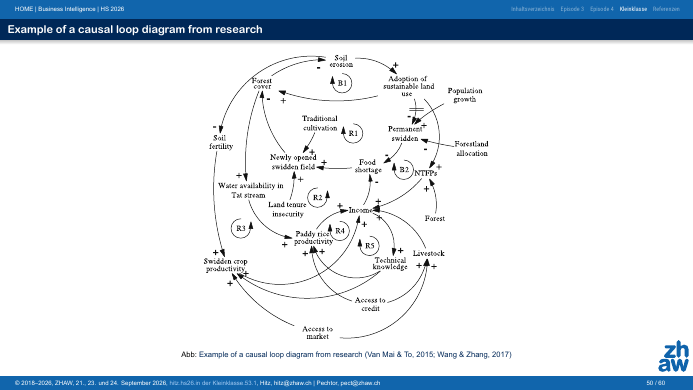 HOME | Business Intelligence | HS 2026
Inhaltsverzeichnis Episode 3 Episode 4 Kleinklasse Referenzen
Example of a causal loop diagram from research
Soil
erosion
+
-
B1
Forest
cover
-
+
Adoption of
sustainable land
use
Population
growth
-
+
Traditional
cultivation
R1
Permanent
swidden
-
-
Forestland
allocation
-
Soil
fertility
Newly opened
swidden field
+
+
Food
shortage
B2
NTFPs
+
-
+
Water availability in
Tat stream
+
+
R2
Land tenure
insecurity
+
Income
+
+
Forest
R3
Paddy rice
productivity
+
+
+
R4
+
R5
Technical
knowledge
+
Livestock
+
+
Swidden crop
productivity
+
+
+
Access to
credit
Access to
market
Abb: Example of a causal loop diagram from research (Van Mai & To, 2015; Wang & Zhang, 2017)
zh
aw
© 2018–2026, ZHAW, 21., 23. und 24. September 2026, hitz.hs26.in der Kleinklasse 53.1, Hitz, hitz@zhaw.ch | Pechtor, pect@zhaw.ch
50 / 60